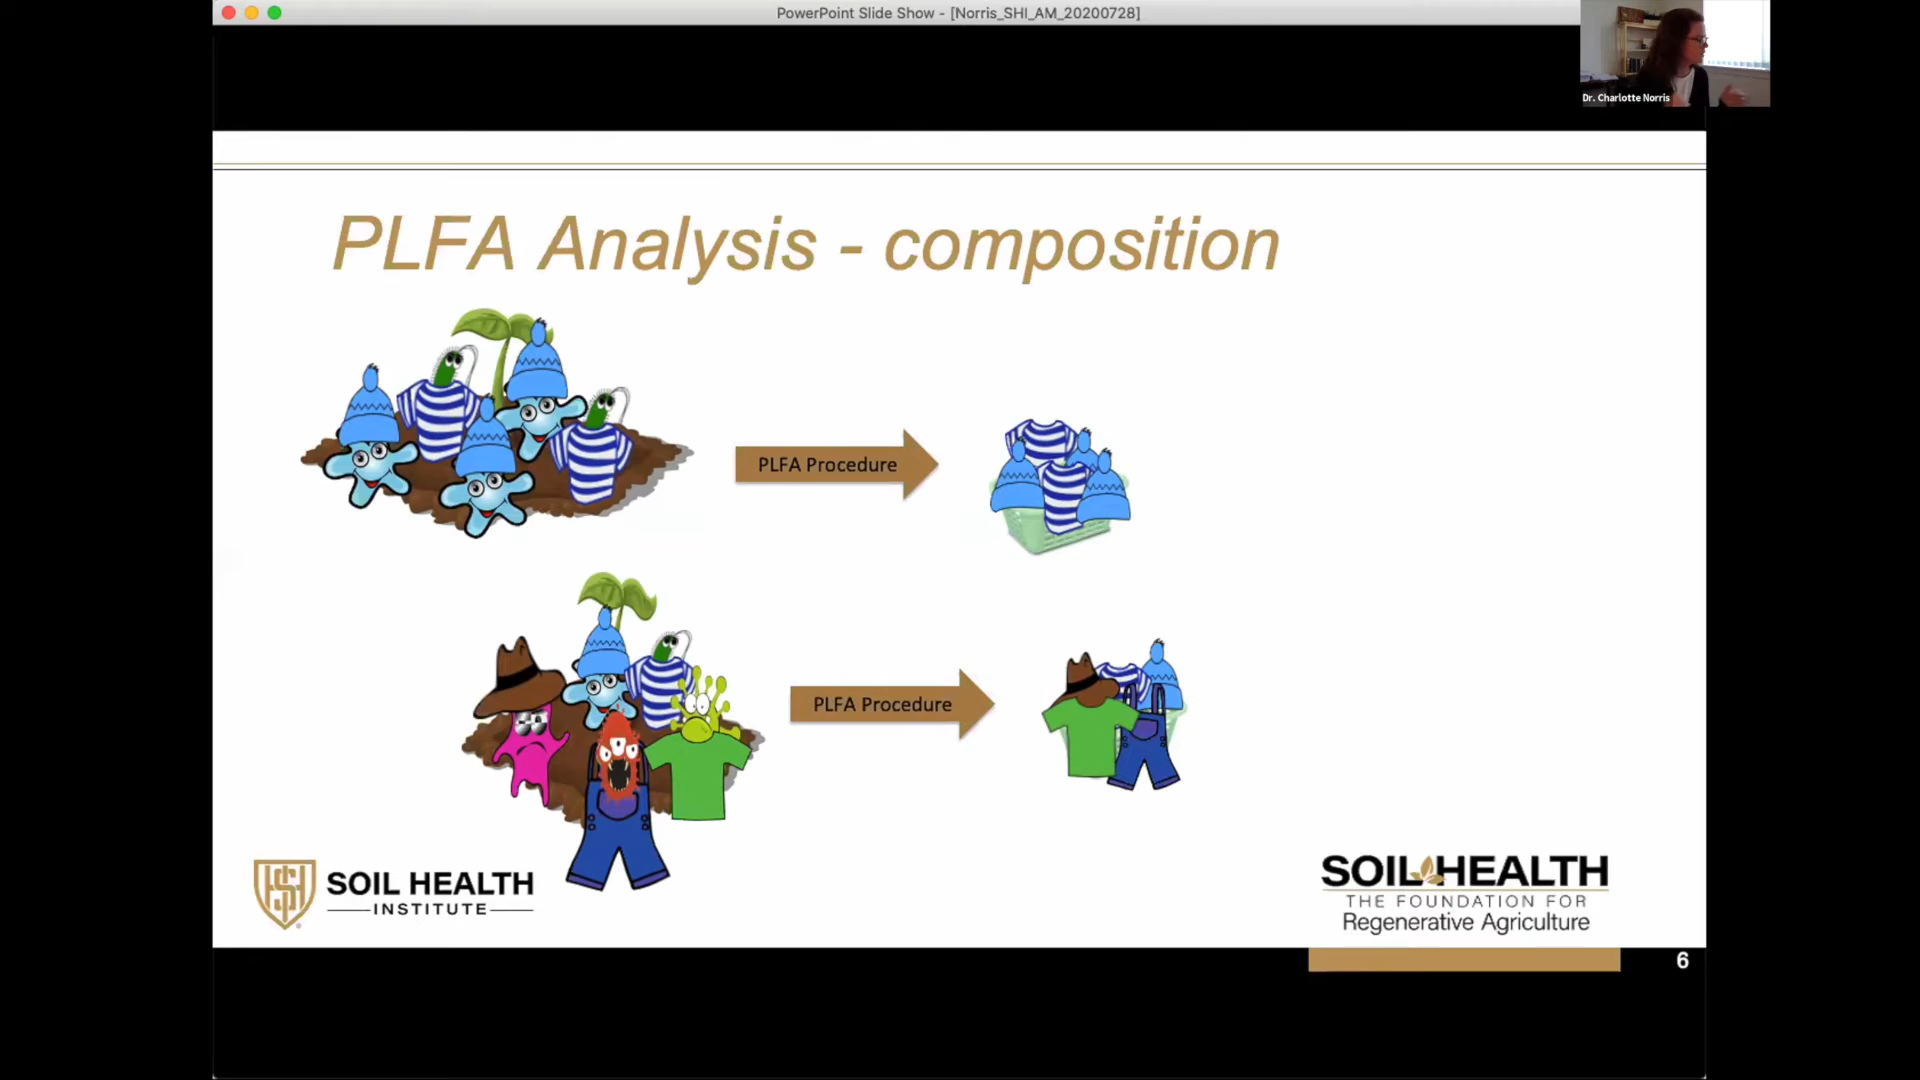 PowerPoint Slide Show - [Norris_SHI_AM_20200728]
Dr. Charlotte Norris
PLFA Analysis - composition
PLFA Procedure
PLFA Procedure
SOIL HEALTH
INSTITUTE
SOIL HEALTH
THE FOUNDATION FOR
Regenerative Agriculture
6